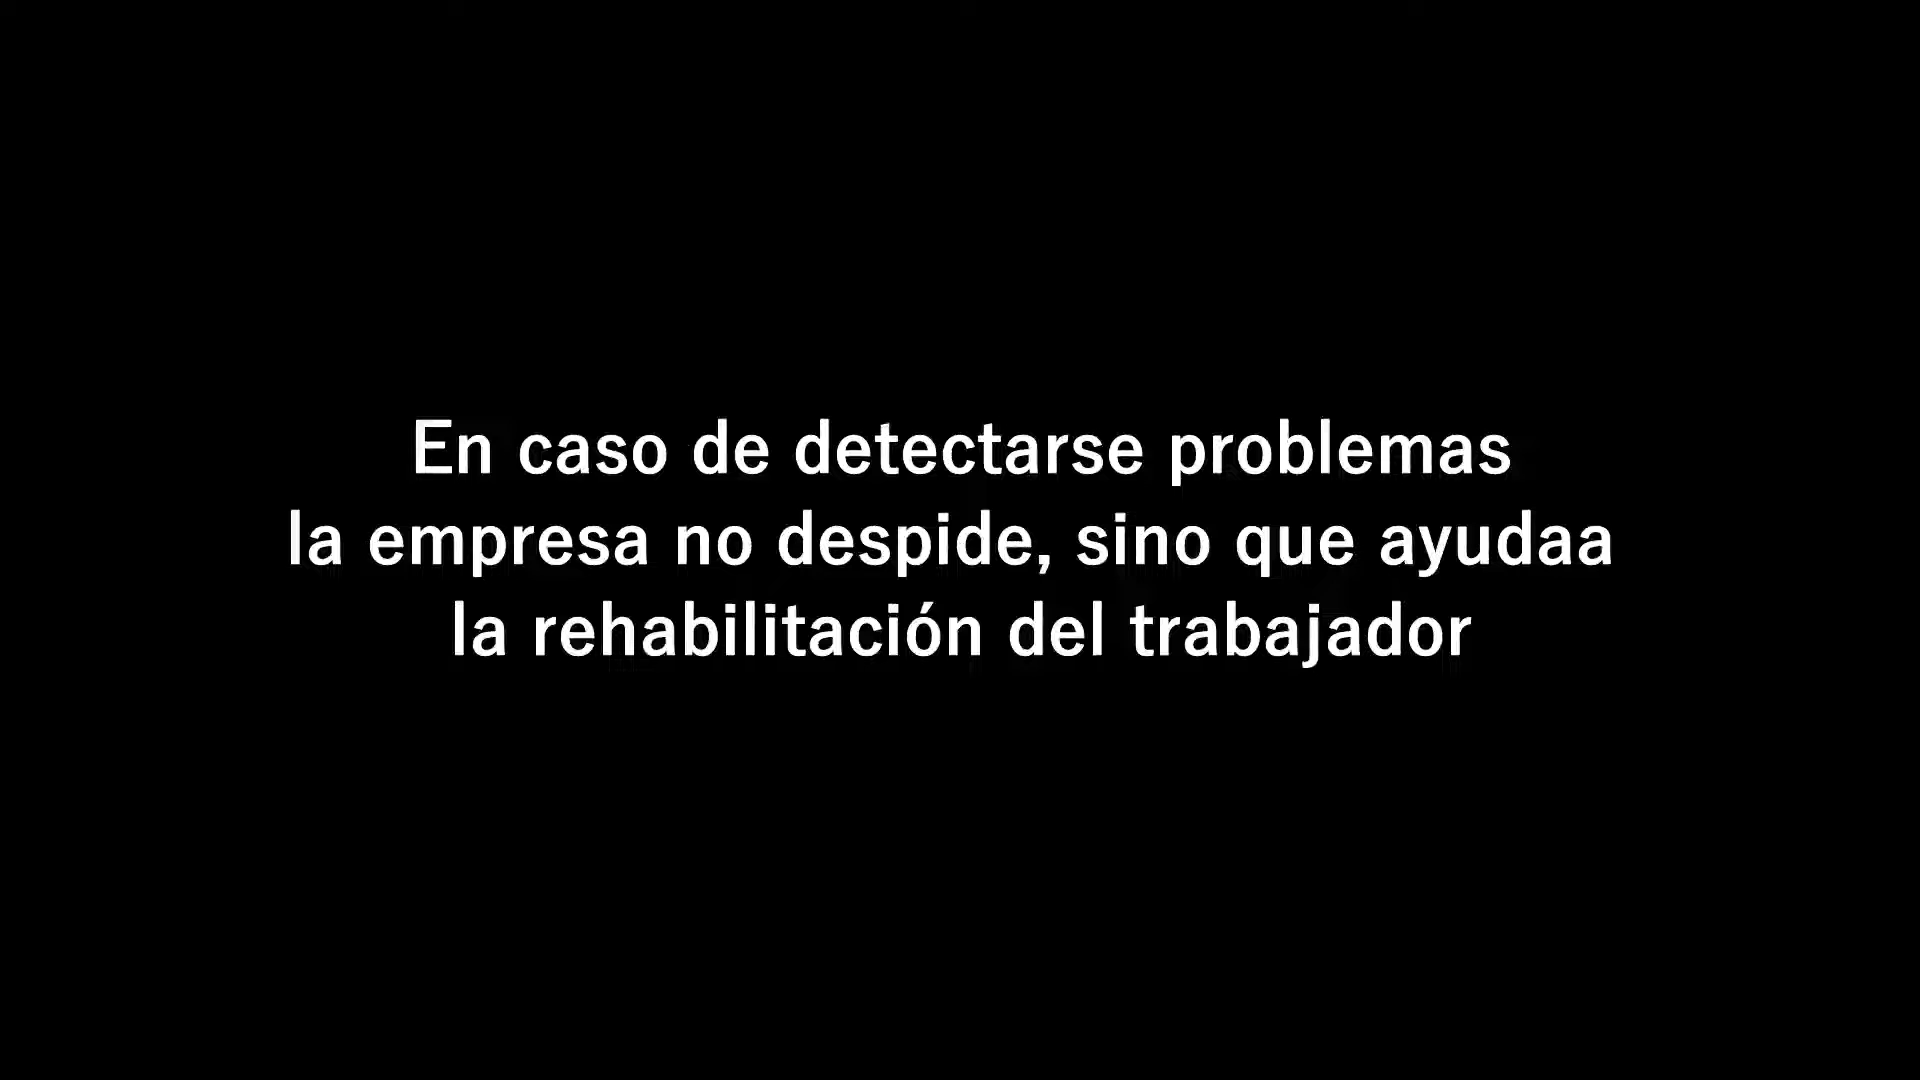 En caso de detectarse problemas
la empresa no despide, sino que ayudaa
la rehabilitación del trabajador